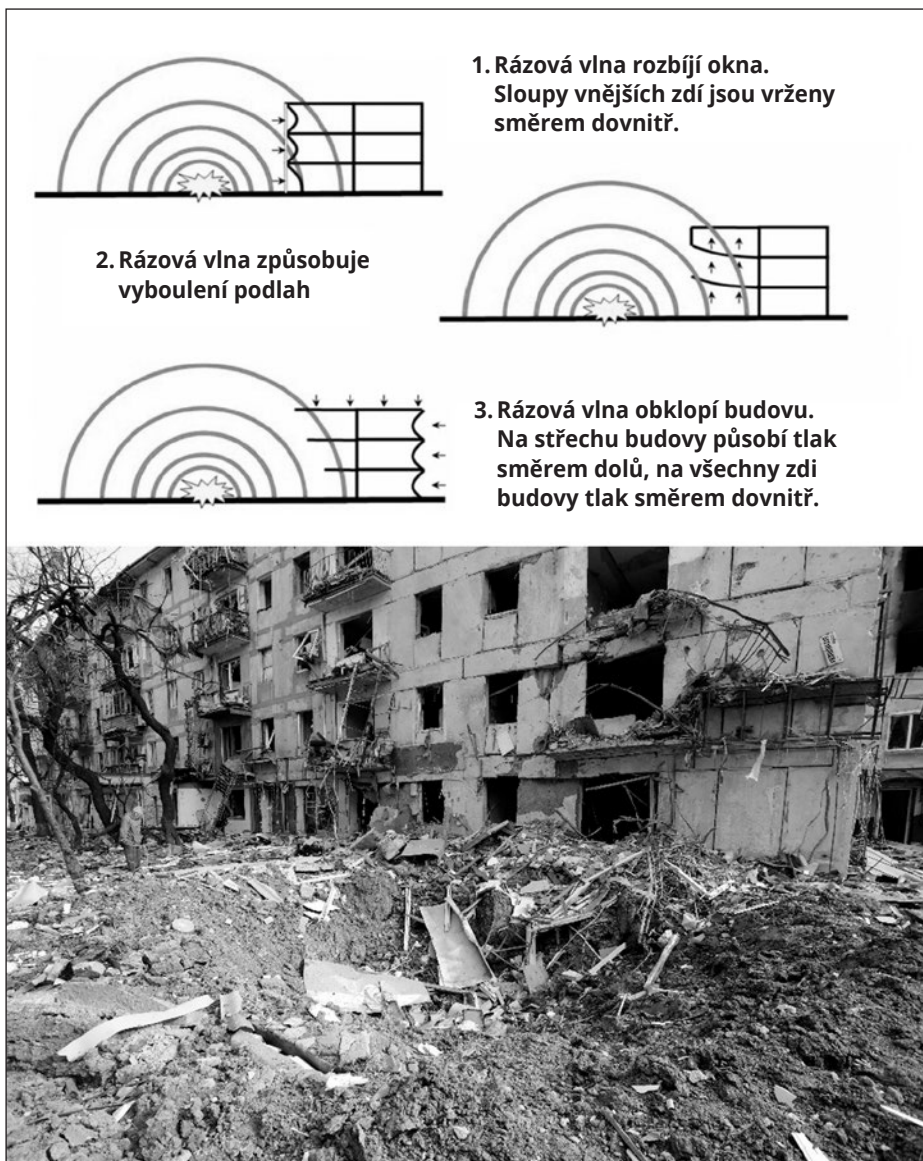 1. Rázová vlna rozbíjí okna.
Sloupy vnějších zdí jsou vrženy
směrem dovnitř.
2. Rázová vlna způsobuje
vyboulení podlah
3. Rázová vlna obklopí budovu.
Na střechu budovy působí tlak
směrem dolů, na všechny zdi
budovy tlak směrem dovnitř.